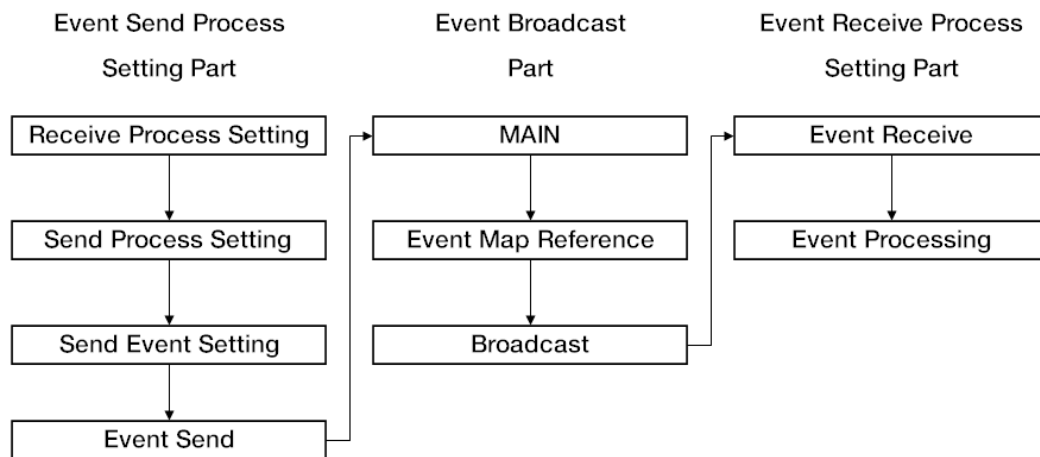 Event Send Process
Setting Part
Receive Process Setting
Send Process Setting
Send Event Setting
Event Send
Event Broadcast
Part
MAIN
Event Map Reference
Broadcast
Event Receive Process
Setting Part
Event Receive
Event Processing